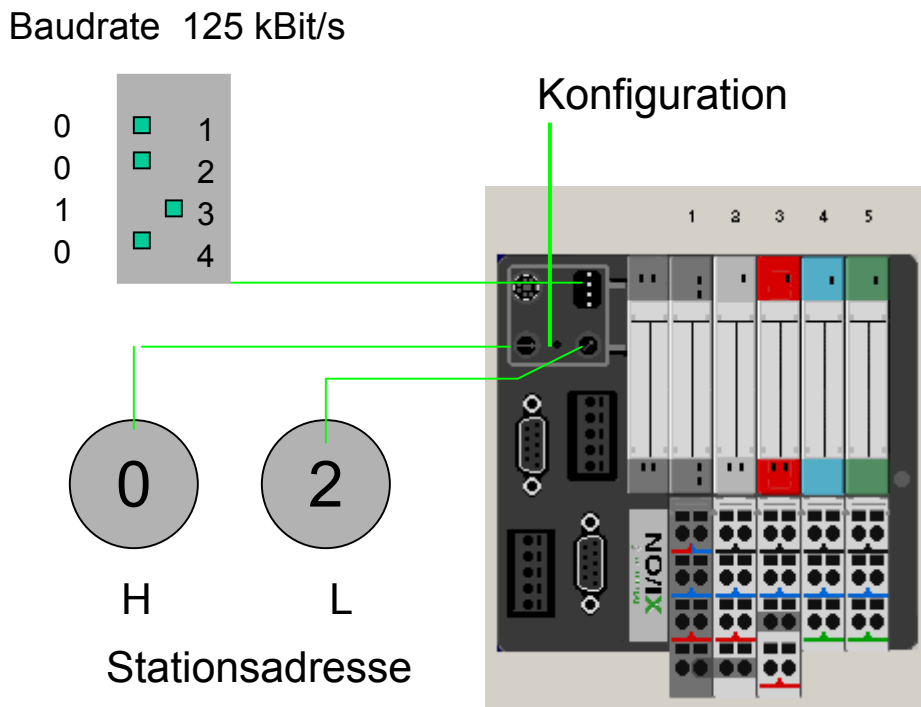 Baudrate 125 kBit/s
Konfiguration
0 1
0 2
1 3
0 4
1 2 3 4 5
0 2
H L
Stationsadresse
XI/ON